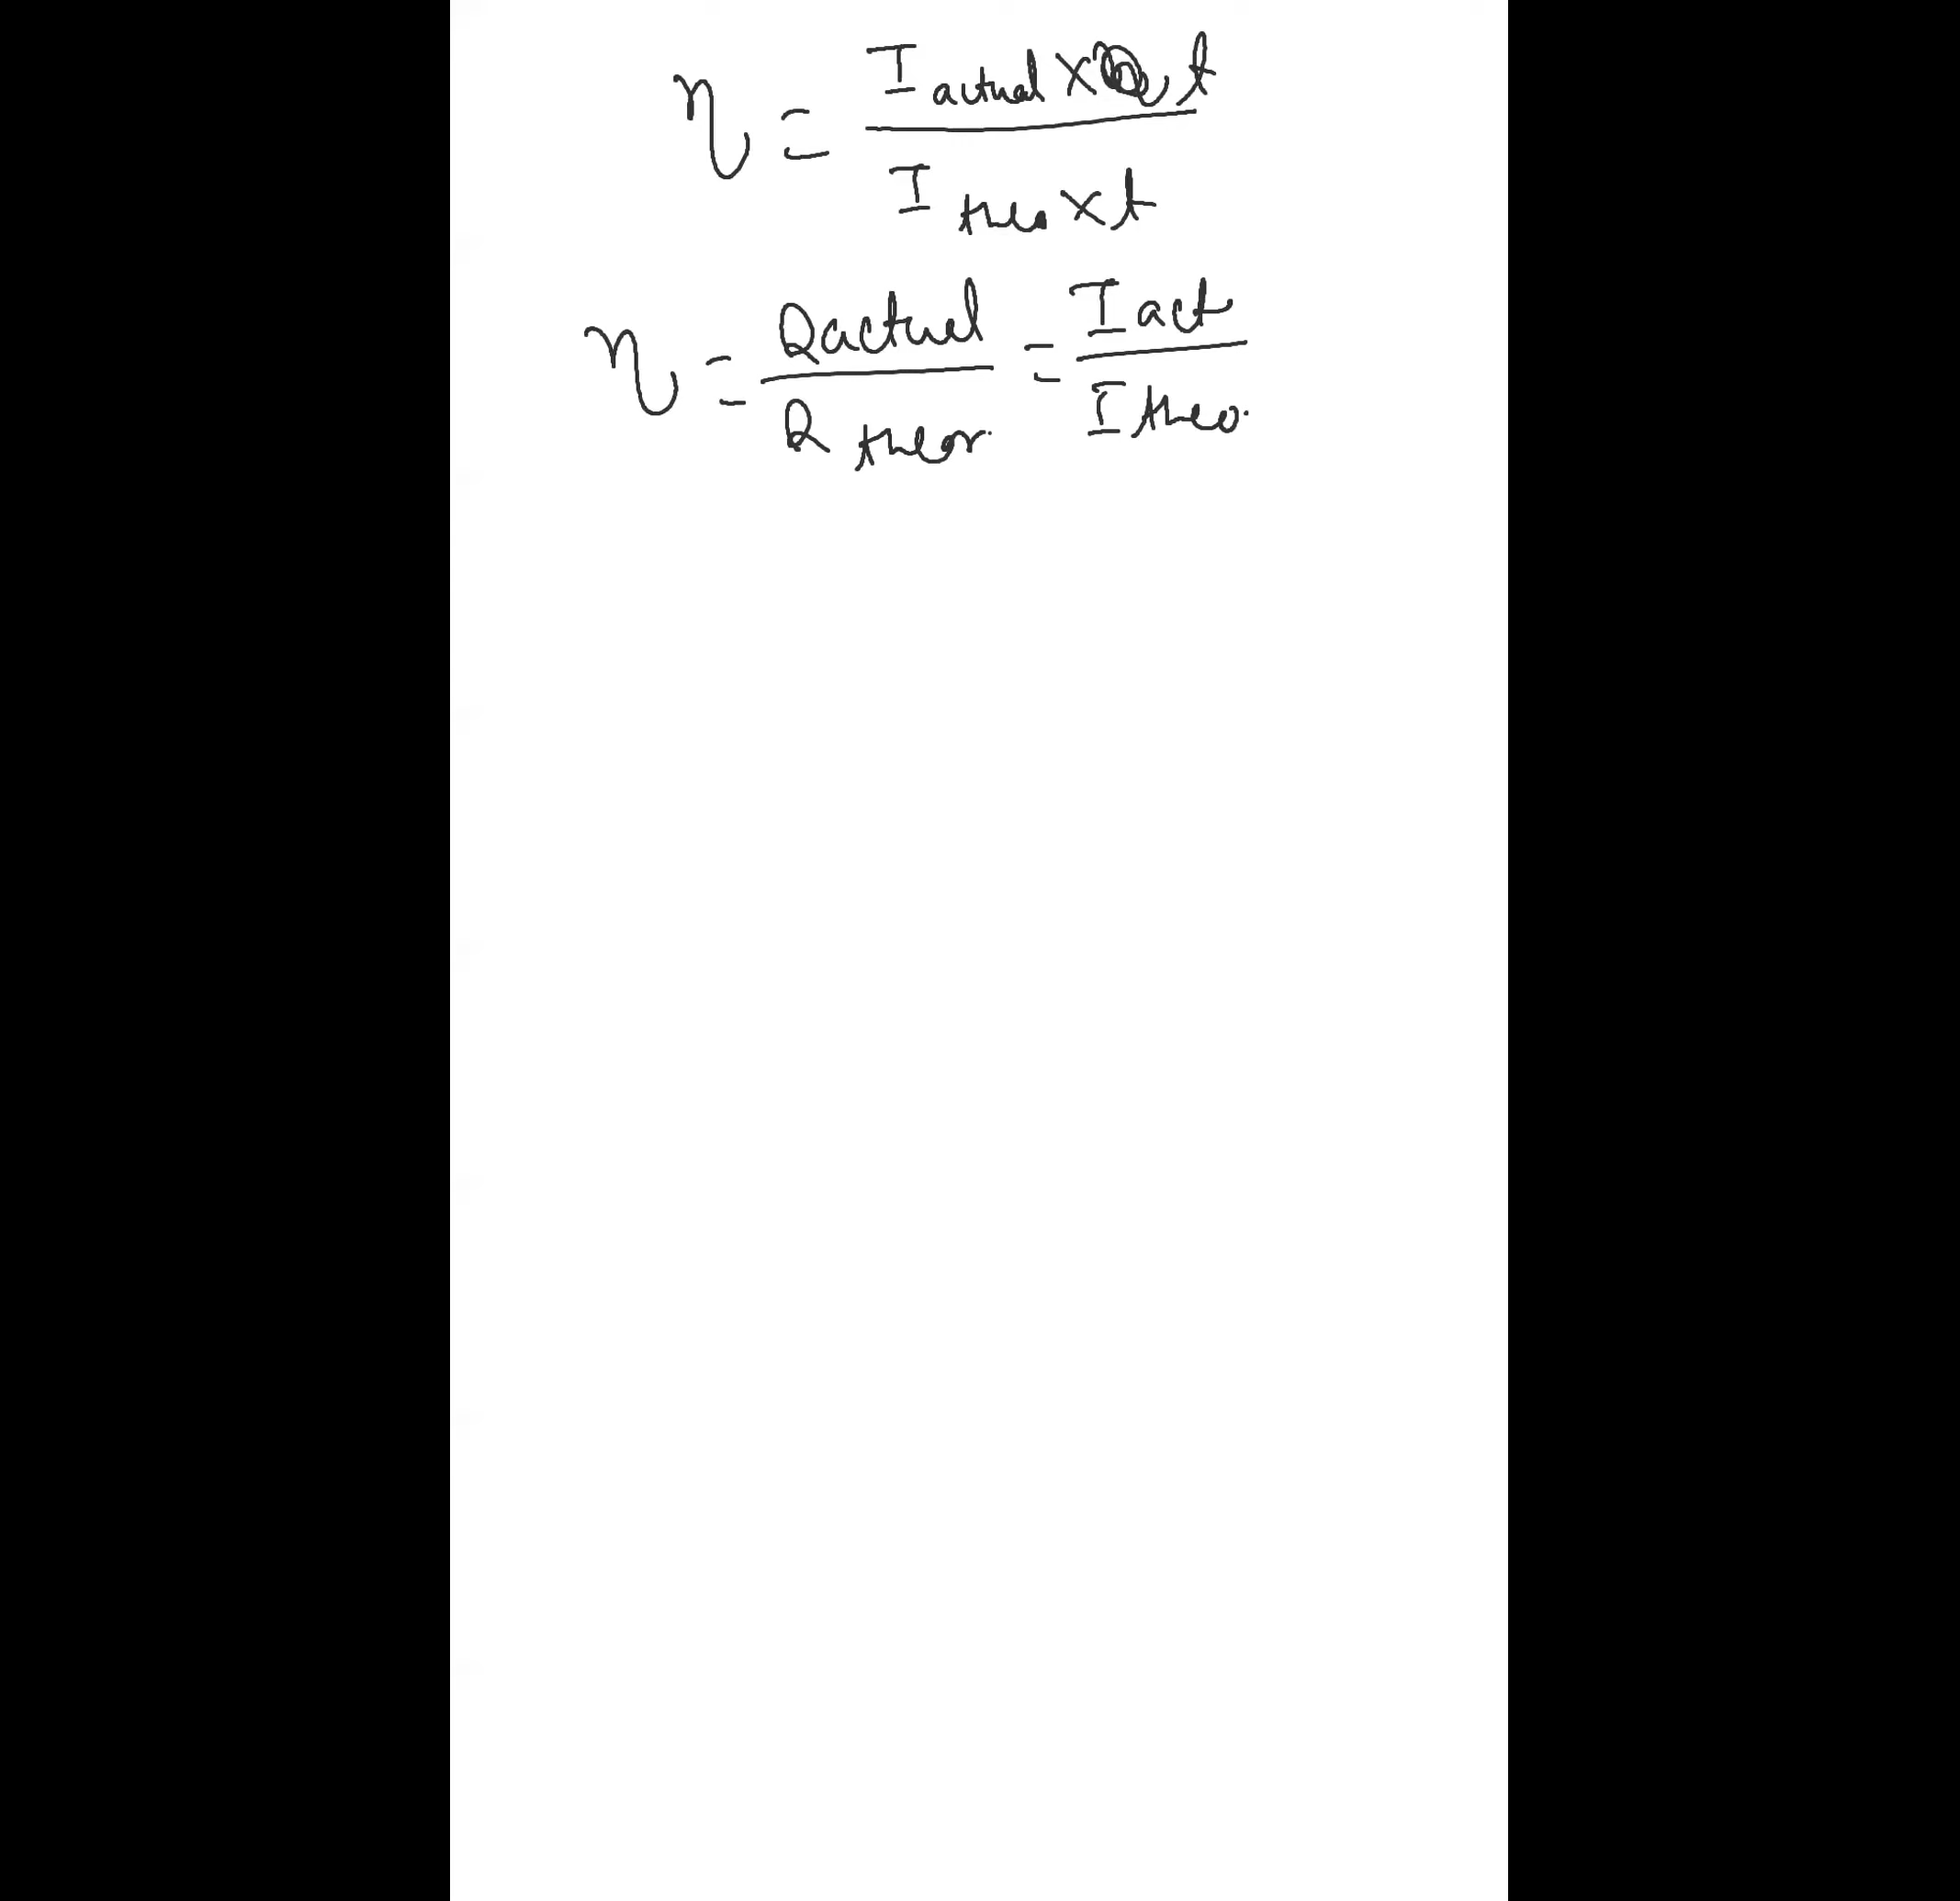 η = I actual × t / I theo × t
η = Q actual / Q theor. = I act / I theo.